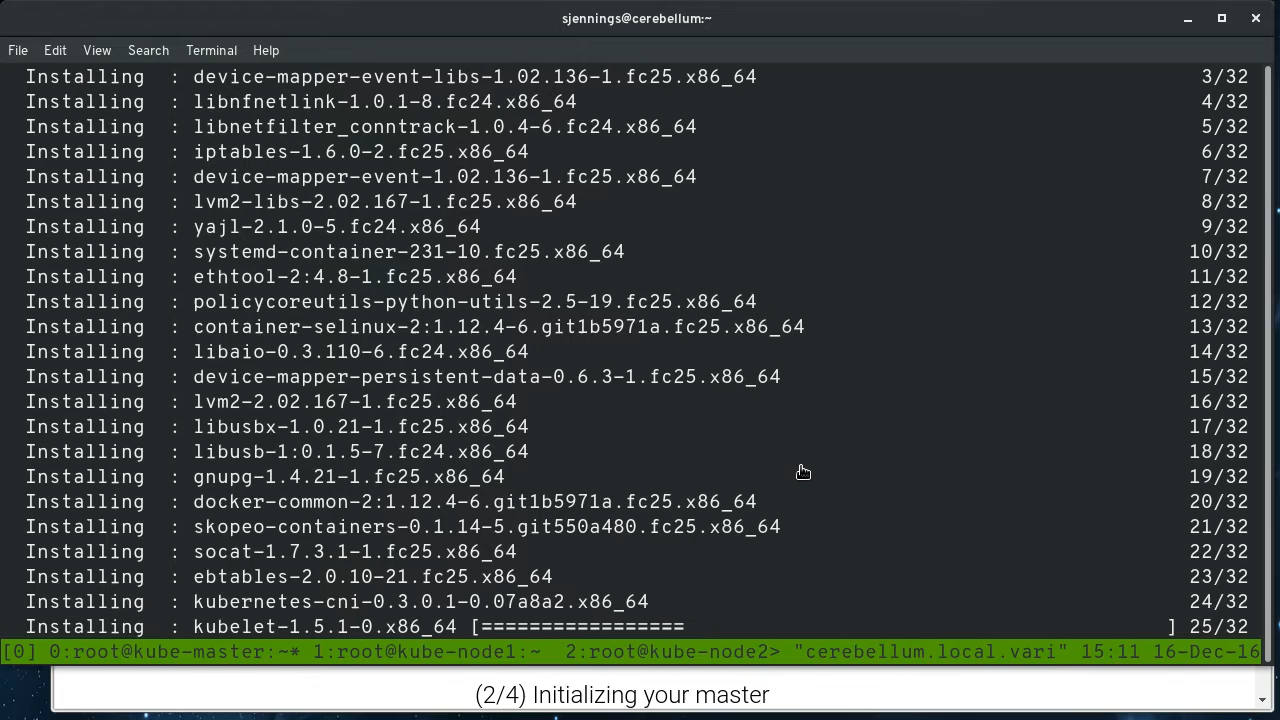 sjennings@cerebellum:~
File Edit View Search Terminal Help
Installing : device-mapper-event-libs-1.02.136-1.fc25.x86_64 3/32
Installing : libnfnetlink-1.0.1-8.fc24.x86_64 4/32
Installing : libnetfilter_conntrack-1.0.4-6.fc24.x86_64 5/32
Installing : iptables-1.6.0-2.fc25.x86_64 6/32
Installing : device-mapper-event-1.02.136-1.fc25.x86_64 7/32
Installing : lvm2-libs-2.02.167-1.fc25.x86_64 8/32
Installing : yajl-2.1.0-5.fc24.x86_64 9/32
Installing : systemd-container-231-10.fc25.x86_64 10/32
Installing : ethtool-2:4.8-1.fc25.x86_64 11/32
Installing : policycoreutils-python-utils-2.5-19.fc25.x86_64 12/32
Installing : container-selinux-2:1.12.4-6.git1b5971a.fc25.x86_64 13/32
Installing : libaio-0.3.110-6.fc24.x86_64 14/32
Installing : device-mapper-persistent-data-0.6.3-1.fc25.x86_64 15/32
Installing : lvm2-2.02.167-1.fc25.x86_64 16/32
Installing : libusbx-1.0.21-1.fc25.x86_64 17/32
Installing : libusb-1:0.1.5-7.fc24.x86_64 18/32
Installing : gnupg-1.4.21-1.fc25.x86_64 19/32
Installing : docker-common-2:1.12.4-6.git1b5971a.fc25.x86_64 20/32
Installing : skopeo-containers-0.1.14-5.git550a480.fc25.x86_64 21/32
Installing : socat-1.7.3.1-1.fc25.x86_64 22/32
Installing : ebtables-2.0.10-21.fc25.x86_64 23/32
Installing : kubernetes-cni-0.3.0.1-0.07a8a2.x86_64 24/32
Installing : kubelet-1.5.1-0.x86_64 [================= ] 25/32
[0] 0:root@kube-master:~* 1:root@kube-node1:~ 2:root@kube-node2> "cerebellum.local.vari" 15:11 16-Dec-16
(2/4) Initializing your master